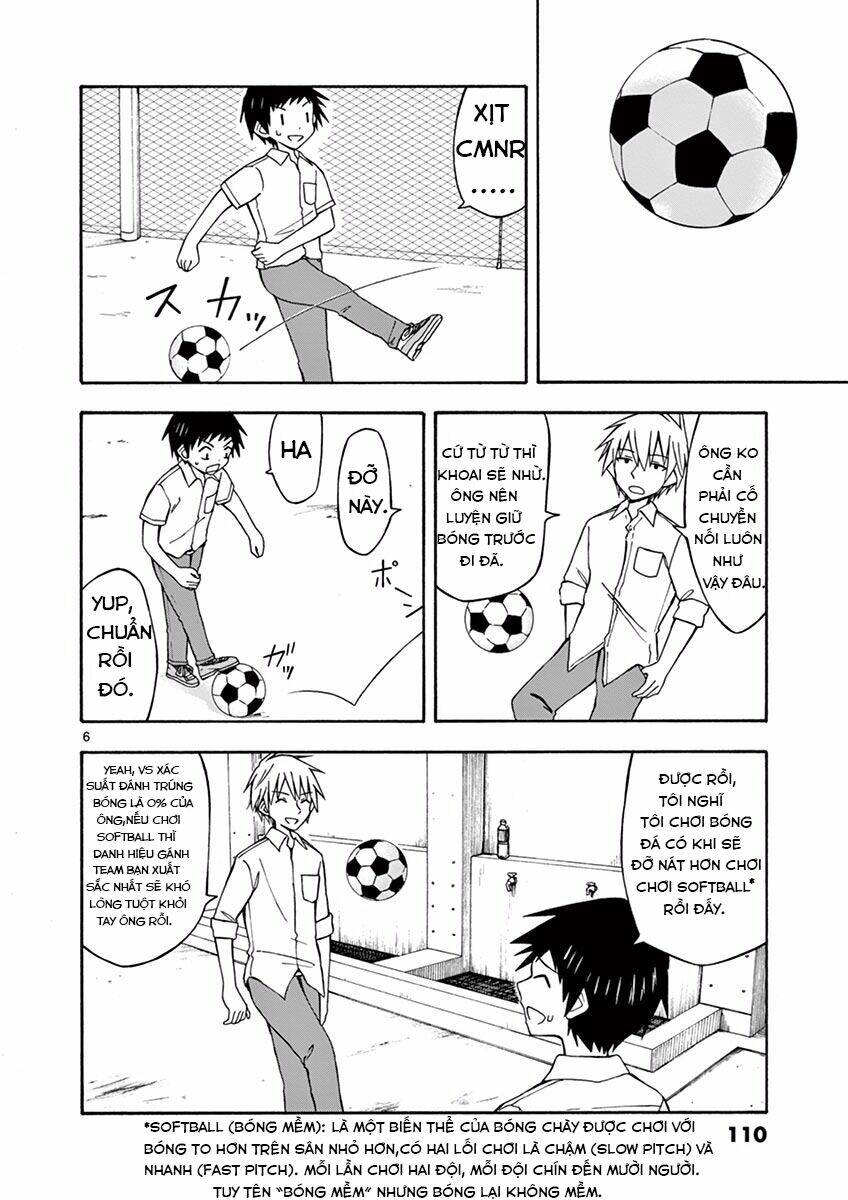 XỊT
CMNR
.....
スカッ
ÔNG KO
CẦN
PHẢI CỐ
CHUYỀN
NỐI LUÔN
NHƯ
VẬY ĐÂU.
CỨ TỪ TỪ THÌ
KHOAI SẼ NHỪ.
ÔNG NÊN
LUYỆN GIỮ
BÓNG TRƯỚC
ĐI ĐÃ.
ĐỠ
NÀY.
HA
ポーン
ガッ
YUP,
CHUẨN
RỒI
ĐÓ.
6
ĐƯỢC RỒI,
TÔI NGHĨ
TÔI CHƠI BÓNG
ĐÁ CÓ KHI SẼ
ĐỠ NÁT HƠN CHƠI
CHƠI SOFTBALL*
RỒI ĐẤY.
YEAH, VS XÁC
SUẤT ĐÁNH TRÚNG
BÓNG LÀ 0% CỦA
ÔNG,NẾU CHƠI
SOFTBALL THÌ
DANH HIỆU GÁNH
TEAM BẠN XUẤT
SẮC NHẤT SẼ KHÓ
LÒNG TUỘT KHỎI
TAY ÔNG RỒI.
*SOFTBALL (BÓNG MỀM): LÀ MỘT BIẾN THỂ CỦA BÓNG CHÀY ĐƯỢC CHƠI VỚI
BÓNG TO HƠN TRÊN SÂN NHỎ HƠN,CÓ HAI LỐI CHƠI LÀ CHẬM (SLOW PITCH) VÀ
NHANH (FAST PITCH). MỖI LẦN CHƠI HAI ĐỘI, MỖI ĐỘI CHÍN ĐẾN MƯỜI NGƯỜI.
TUY TÊN "BÓNG MỀM" NHƯNG BÓNG LẠI KHÔNG MỀM.
110